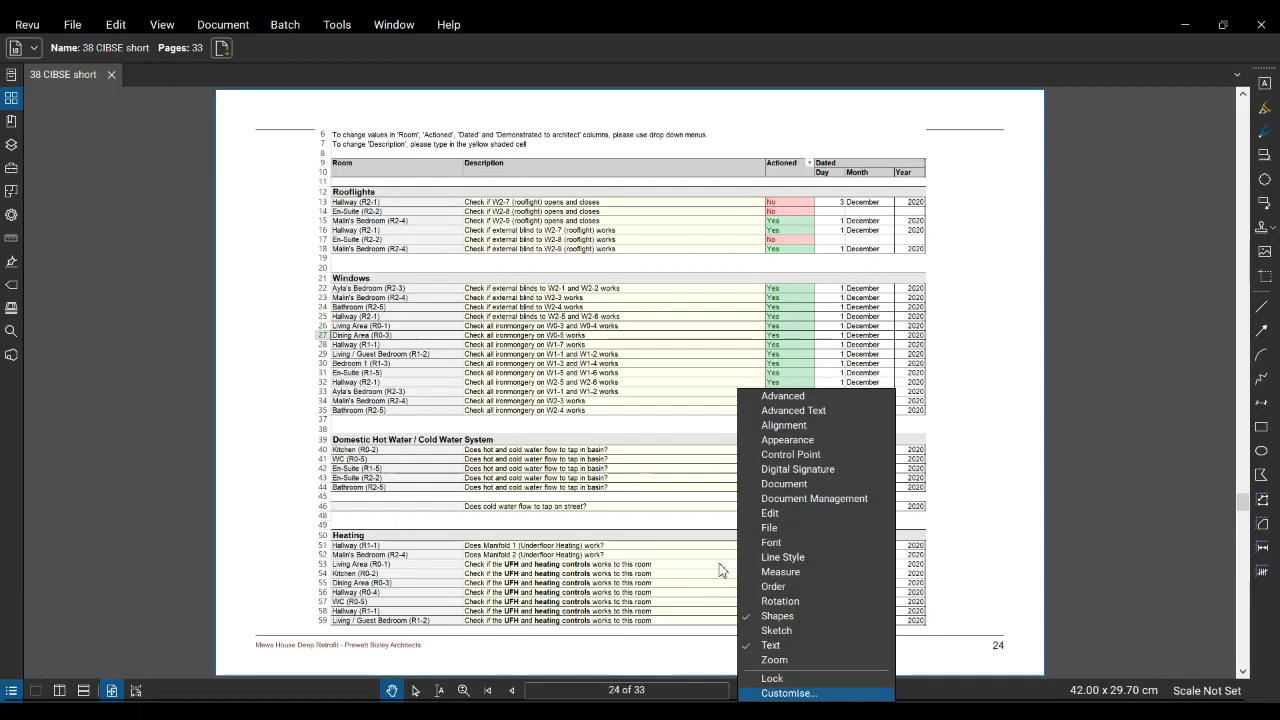 Revu File Edit View Document Batch Tools Window Help
Name: 38 CIBSE short Pages: 33
38 CIBSE short
6 To change values in 'Room', 'Actioned', 'Dated' and 'Demonstrated to architect' columns, please use drop down menus.
7 To change 'Description', please type in the yellow shaded cell
8
9 Room Description Actioned Dated
10 Day Month Year
11
12 Rooflights
13 Hallway (R2-1) Check if W2-7 (rooflight) opens and closes No 3 December 2020
14 En-Suite (R2-2) Check if W2-8 (rooflight) opens and closes No
15 Malin's Bedroom (R2-4) Check if W2-9 (rooflight) opens and closes Yes 1 December 2020
16 Hallway (R2-1) Check if external blind to W2-7 (rooflight) works Yes 1 December 2020
17 En-Suite (R2-2) Check if external blind to W2-8 (rooflight) works No
18 Malin's Bedroom (R2-4) Check if external blind to W2-9 (rooflight) works Yes 1 December 2020
19
20
21 Windows
22 Ayla's Bedroom (R2-3) Check if external blinds to W2-1 and W2-2 works Yes 1 December 2020
23 Malin's Bedroom (R2-4) Check if external blind to W2-3 works Yes 1 December 2020
24 Bathroom (R2-5) Check if external blind to W2-4 works Yes 1 December 2020
25 Hallway (R2-1) Check if external blinds to W2-5 and W2-6 works Yes 1 December 2020
26 Living Area (R0-1) Check all ironmongery on W0-3 and W0-4 works Yes 1 December 2020
27 Dining Area (R0-3) Check all ironmongery on W0-5 works Yes 1 December 2020
28 Hallway (R1-1) Check all ironmongery on W1-7 works Yes 1 December 2020
29 Living / Guest Bedroom (R1-2) Check all ironmongery on W1-1 and W1-2 works Yes 1 December 2020
30 Bedroom 1 (R1-3) Check all ironmongery on W1-3 and W1-4 works Yes 1 December 2020
31 En-Suite (R1-5) Check all ironmongery on W1-5 and W1-6 works Yes 1 December 2020
32 Hallway (R2-1) Check all ironmongery on W2-5 and W2-6 works Yes 1 December 2020
33 Ayla's Bedroom (R2-3) Check all ironmongery on W1-1 and W1-2 works 2020
34 Malin's Bedroom (R2-4) Check all ironmongery on W2-3 works 2020
35 Bathroom (R2-5) Check all ironmongery on W2-4 works 2020
37
38
39 Domestic Hot Water / Cold Water System
40 Kitchen (R0-2) Does hot and cold water flow to tap in basin? 2020
41 WC (R0-5) Does hot and cold water flow to tap in basin? 2020
42 En-Suite (R1-5) Does hot and cold water flow to tap in basin? 2020
43 En-Suite (R2-2) Does hot and cold water flow to tap in basin? 2020
44 Bathroom (R2-5) Does hot and cold water flow to tap in basin? 2020
45
46 Does cold water flow to tap on street? 2020
48
49
50 Heating
51 Hallway (R1-1) Does Manifold 1 (Underfloor Heating) work? 2020
52 Malin's Bedroom (R2-4) Does Manifold 2 (Underfloor Heating) work? 2020
53 Living Area (R0-1) Check if the UFH and heating controls works to this room 2020
54 Kitchen (R0-2) Check if the UFH and heating controls works to this room 2020
55 Dining Area (R0-3) Check if the UFH and heating controls works to this room 2020
56 Hallway (R0-4) Check if the UFH and heating controls works to this room 2020
57 WC (R0-5) Check if the UFH and heating controls works to this room 2020
58 Hallway (R1-1) Check if the UFH and heating controls works to this room 2020
59 Living / Guest Bedroom (R1-2) Check if the UFH and heating controls works to this room 2020
Mews House Deep Retrofit - Prewett Bizley Architects 24
Advanced
Advanced Text
Alignment
Appearance
Control Point
Digital Signature
Document
Document Management
Edit
File
Font
Line Style
Measure
Order
Rotation
Shapes
Sketch
Text
Zoom
Lock
Customise...
24 of 33 42.00 x 29.70 cm Scale Not Set